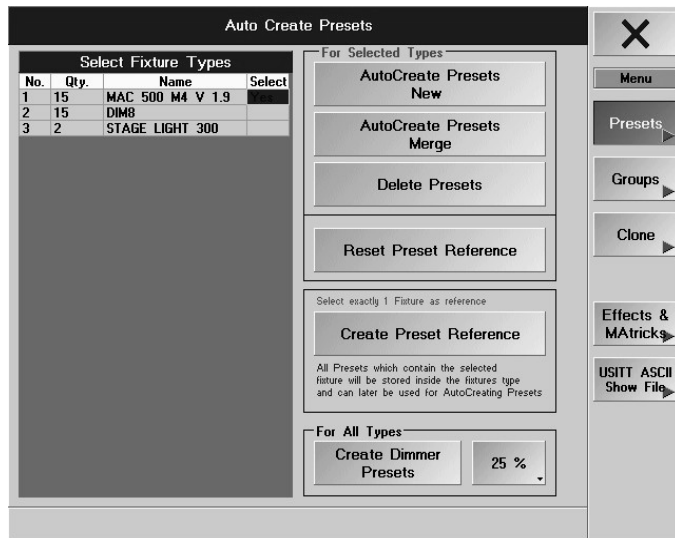 Auto Create Presets
Select Fixture Types
No. Qty. Name Select
1 15 MAC 500 M4 V 1.9 Yes
2 15 DIM8
3 2 STAGE LIGHT 300
For Selected Types
AutoCreate Presets
New
AutoCreate Presets
Merge
Delete Presets
Reset Preset Reference
Select exactly 1 Fixture as reference
Create Preset Reference
All Presets which contain the selected
fixture will be stored inside the fixtures type
and can later be used for AutoCreating Presets
For All Types
Create Dimmer
Presets
25 %
Menu
Presets
Groups
Clone
Effects &
MAtricks
USITT ASCII
Show File